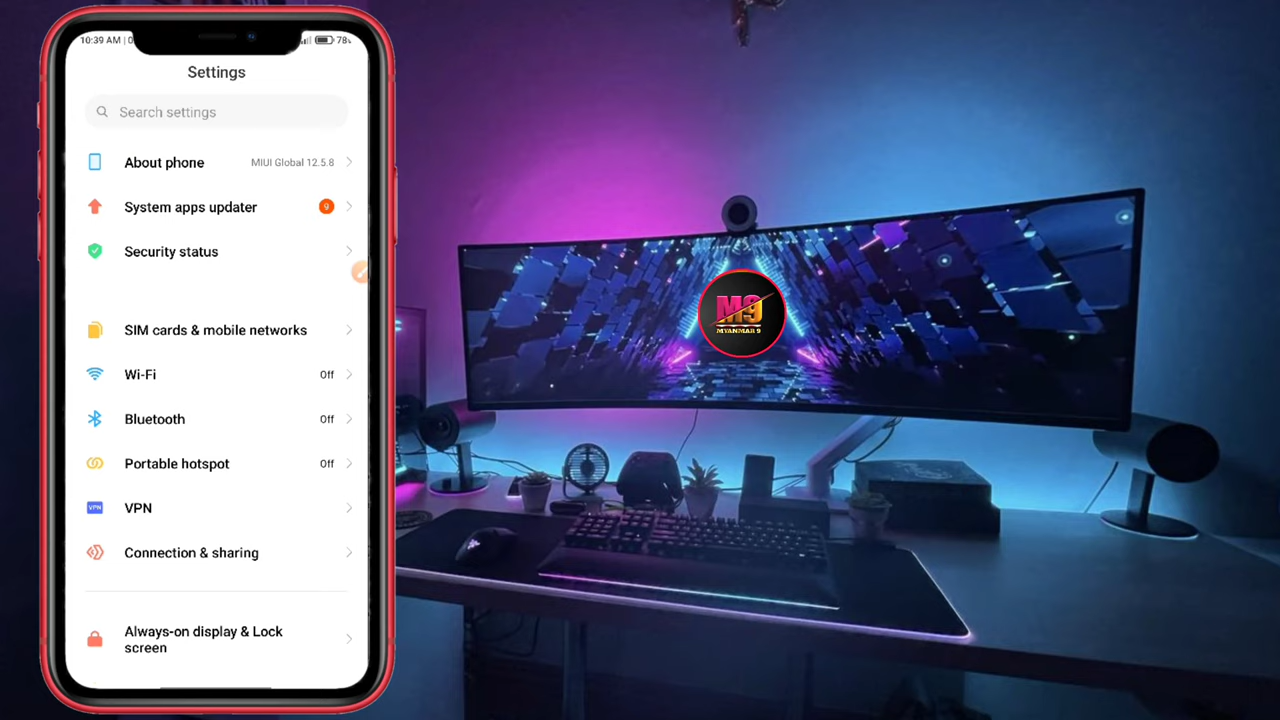 10:39 AM | 0
78%
Settings
Search settings
About phone
MIUI Global 12.5.8
System apps updater
9
Security status
SIM cards & mobile networks
Wi-Fi
Off
Bluetooth
Off
Portable hotspot
Off
VPN
VPN
Connection & sharing
Always-on display & Lock
screen
M9
MYANMAR 9